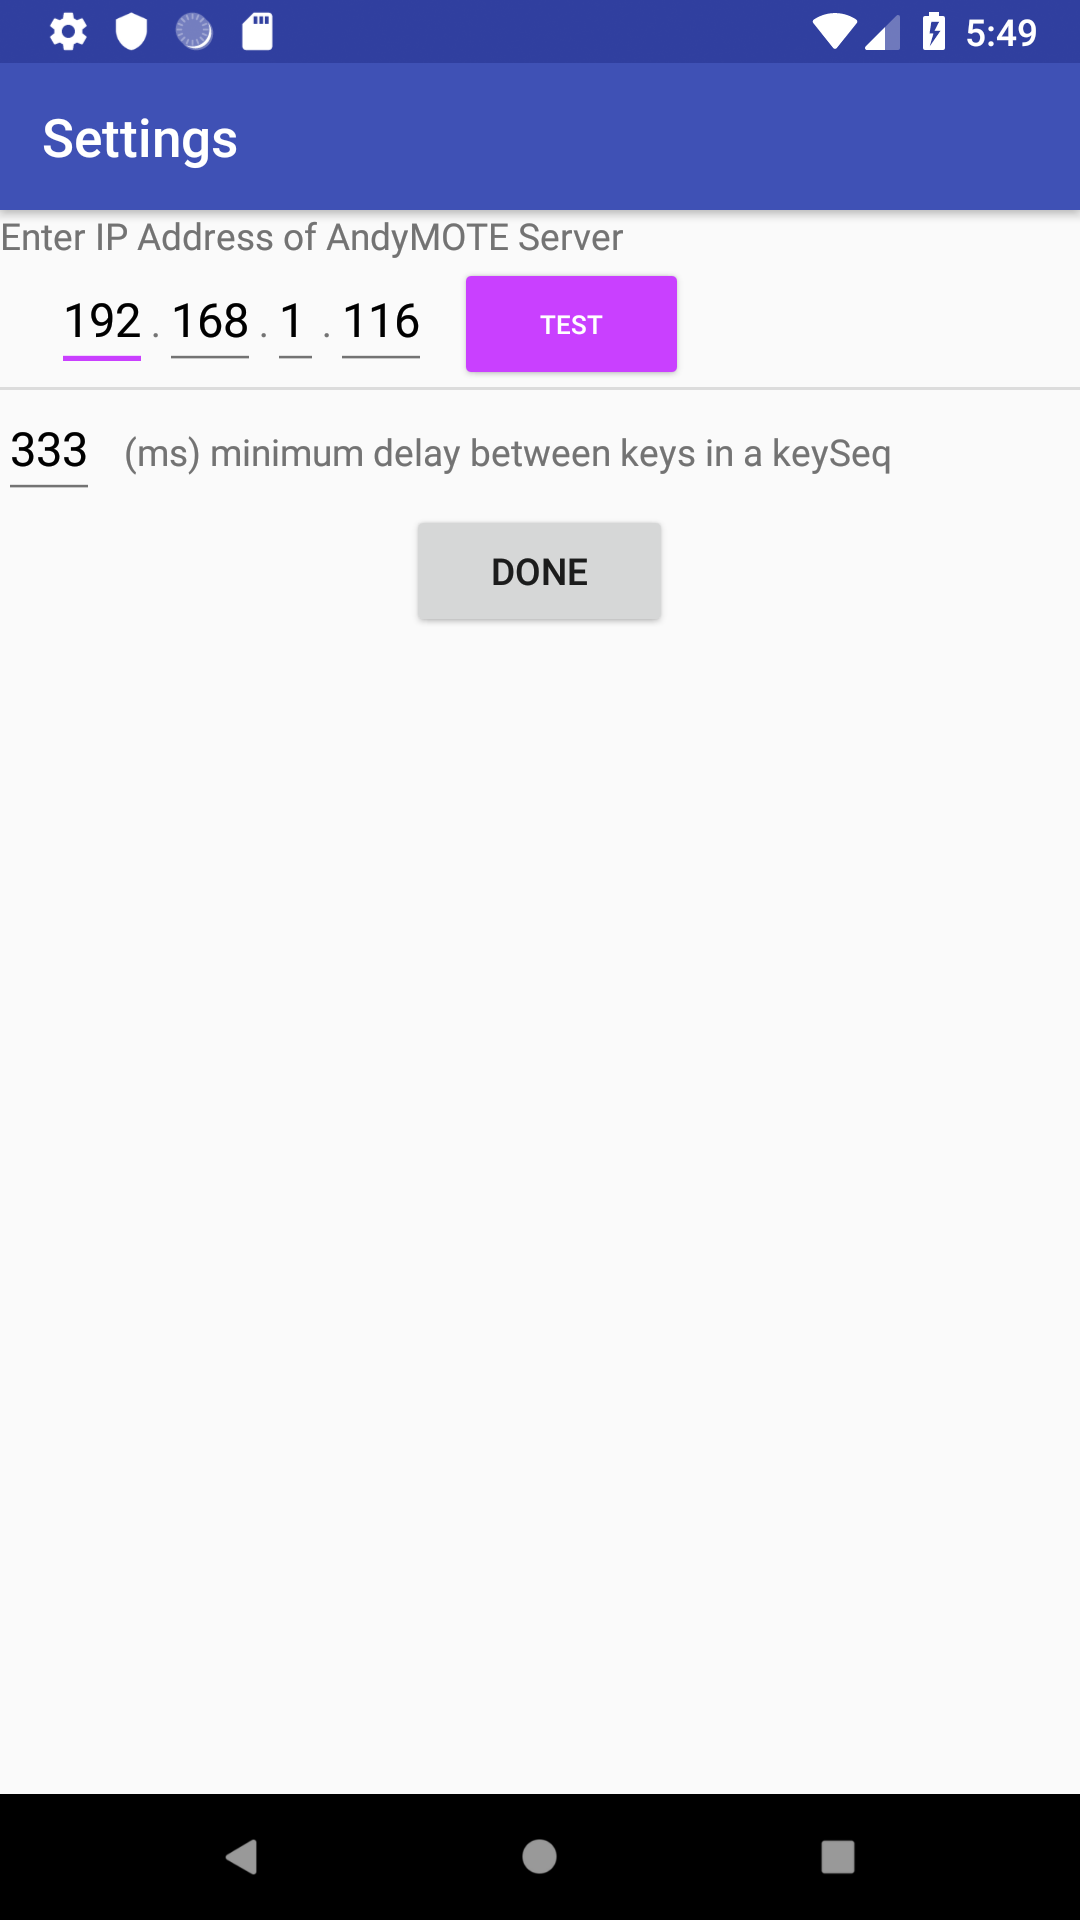 5:49
Settings
Enter IP Address of AndyMOTE Server
192 . 168 . 1 . 116 TEST
333 (ms) minimum delay between keys in a keySeq
DONE